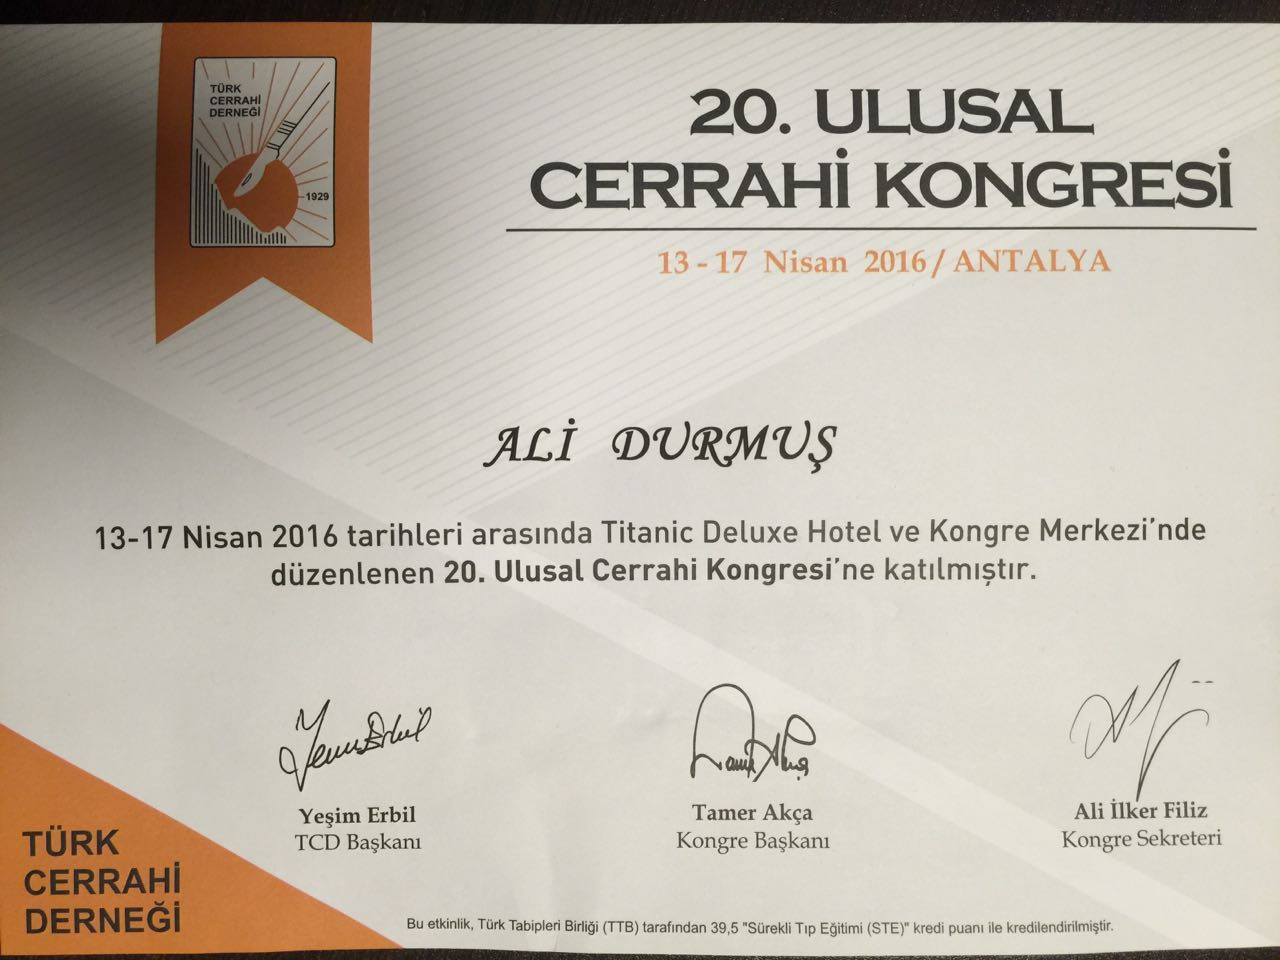 TÜRK
CERRAHİ
DERNEĞİ
1929
20. ULUSAL
CERRAHİ KONGRESİ
13 - 17 Nisan 2016 / ANTALYA
ALİ DURMUŞ
13-17 Nisan 2016 tarihleri arasında Titanic Deluxe Hotel ve Kongre Merkezi'nde
düzenlenen 20. Ulusal Cerrahi Kongresi'ne katılmıştır.
Yeşim Erbil
TCD Başkanı
Tamer Akça
Kongre Başkanı
Ali İlker Filiz
Kongre Sekreteri
TÜRK
CERRAHİ
DERNEĞİ
Bu etkinlik, Türk Tabipleri Birliği (TTB) tarafından 39,5 "Sürekli Tıp Eğitimi (STE)" kredi puanı ile kredilendirilmiştir.